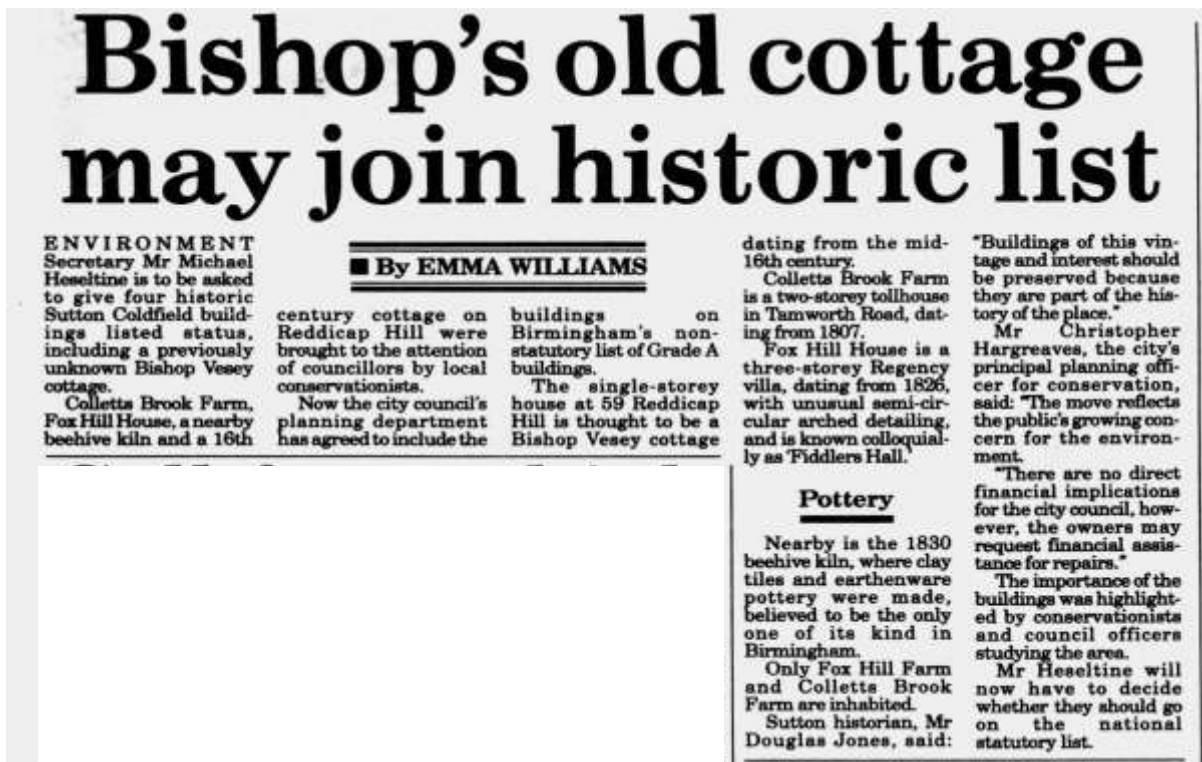 Bishop's old cottage
may join historic list
ENVIRONMENT
Secretary Mr Michael
Heseltine is to be asked
to give four historic
Sutton Coldfield build-
ings listed status,
including a previously
unknown Bishop Vesey
cottage.
Colletts Brook Farm,
Fox Hill House, a nearby
beehive kiln and a 16th
■ By EMMA WILLIAMS
century cottage on
Reddicap Hill were
brought to the attention
of councillors by local
conservationists.
Now the city council's
planning department
has agreed to include the
buildings on
Birmingham's non-
statutory list of Grade A
buildings.
The single-storey
house at 59 Reddicap
Hill is thought to be a
Bishop Vesey cottage
dating from the mid-
16th century.
Colletts Brook Farm
is a two-storey tollhouse
in Tamworth Road, dat-
ing from 1807.
Fox Hill House is a
three-storey Regency
villa, dating from 1826,
with unusual semi-cir-
cular arched detailing,
and is known colloquial-
ly as 'Fiddlers Hall.'
Pottery
Nearby is the 1830
beehive kiln, where clay
tiles and earthenware
pottery were made,
believed to be the only
one of its kind in
Birmingham.
Only Fox Hill Farm
and Colletts Brook
Farm are inhabited.
Sutton historian, Mr
Douglas Jones, said:
"Buildings of this vin-
tage and interest should
be preserved because
they are part of the his-
tory of the place."
Mr Christopher
Hargreaves, the city's
principal planning offi-
cer for conservation,
said: "The move reflects
the public's growing con-
cern for the environ-
ment.
"There are no direct
financial implications
for the city council, how-
ever, the owners may
request financial assis-
tance for repairs."
The importance of the
buildings was highlight-
ed by conservationists
and council officers
studying the area.
Mr Heseltine will
now have to decide
whether they should go
on the national
statutory list.